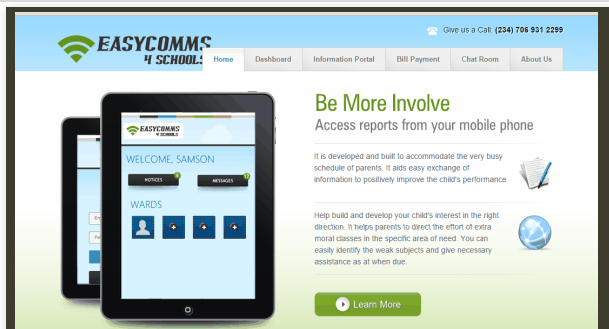 Give us a Call: (234) 706 931 2299
EASYCOMMS
4 SCHOOLS
Home Dashboard Information Portal Bill Payment Chat Room About Us
Be More Involve
Access reports from your mobile phone
It is developed and built to accommodate the very busy
schedule of parents. It aids easy exchange of
information to positively improve the child's performance
Help build and develop your child's interest in the right
direction. It helps parents to direct the effort of extra
moral classes in the specific area of need. You can
easily identify the weak subjects and give necessary
assistance as at when due.
Learn More
EASYCOMMS
4 SCHOOLS
WELCOME, SAMSON
NOTICES MESSAGES
WARDS